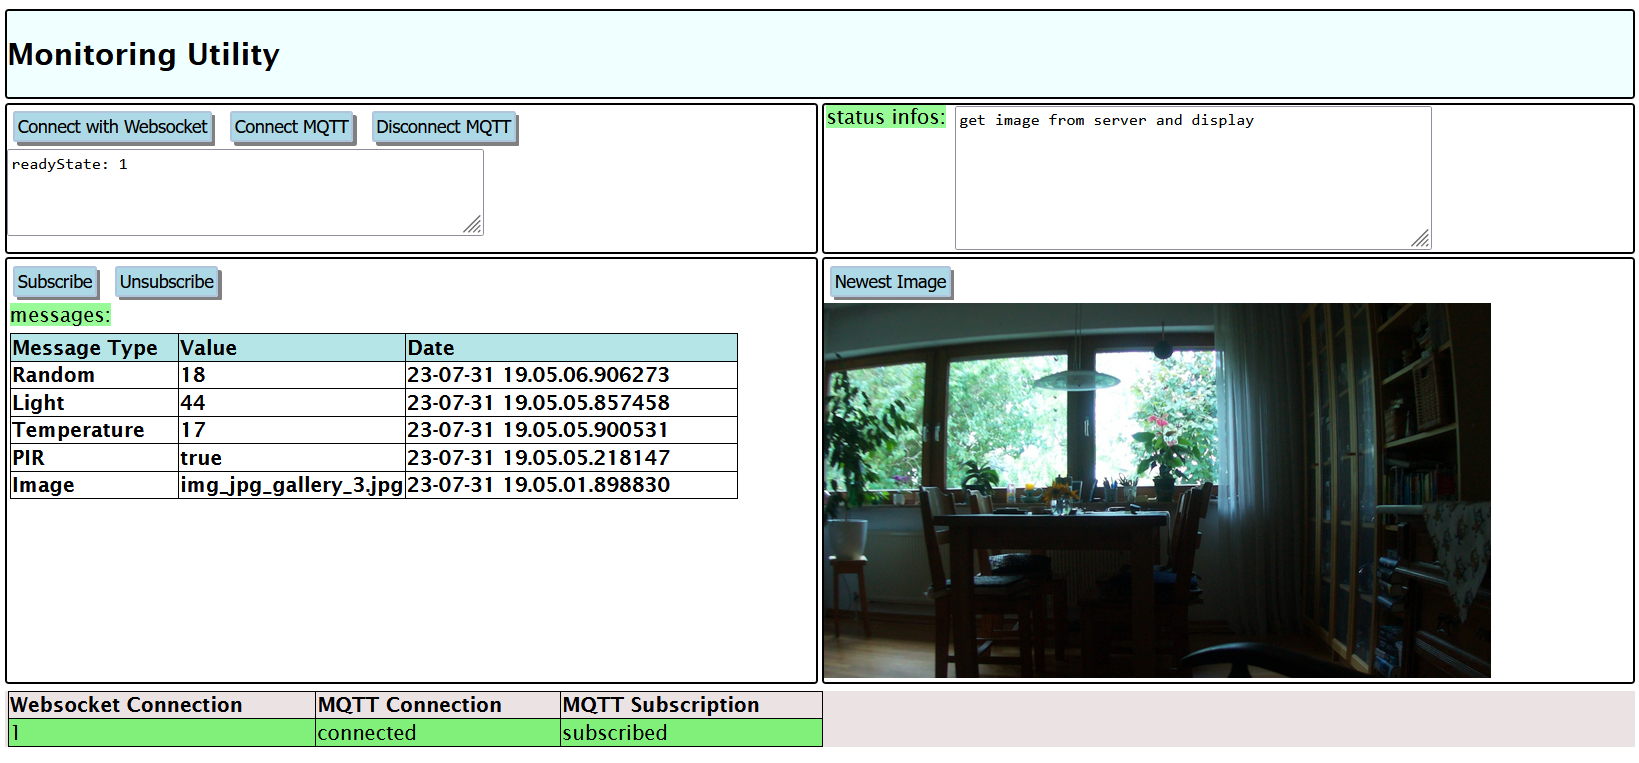 Monitoring Utility
Connect with Websocket Connect MQTT Disconnect MQTT
readyState: 1
status infos: get image from server and display
Subscribe Unsubscribe
messages:
Message Type Value Date
Random 18 23-07-31 19.05.06.906273
Light 44 23-07-31 19.05.05.857458
Temperature 17 23-07-31 19.05.05.900531
PIR true 23-07-31 19.05.05.218147
Image img_jpg_gallery_3.jpg 23-07-31 19.05.01.898830
Newest Image
Websocket Connection MQTT Connection MQTT Subscription
1 connected subscribed